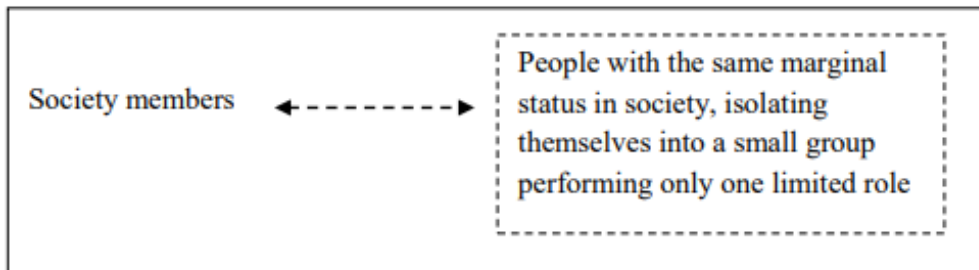 Society members
People with the same marginal
status in society, isolating
themselves into a small group
performing only one limited role